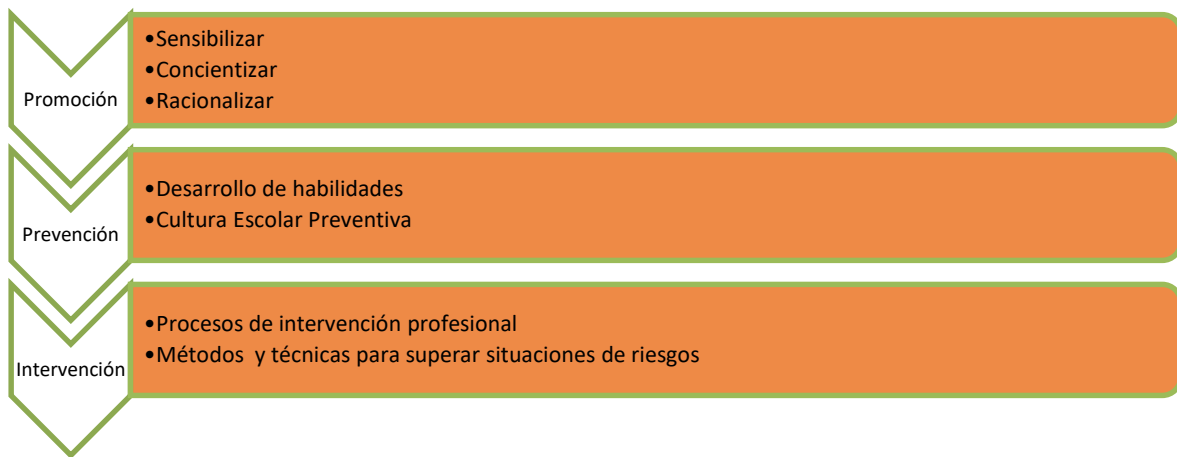 Promoción
•Sensibilizar
•Concientizar
•Racionalizar
Prevención
•Desarrollo de habilidades
•Cultura Escolar Preventiva
Intervención
•Procesos de intervención profesional
•Métodos  y técnicas para superar situaciones de riesgos